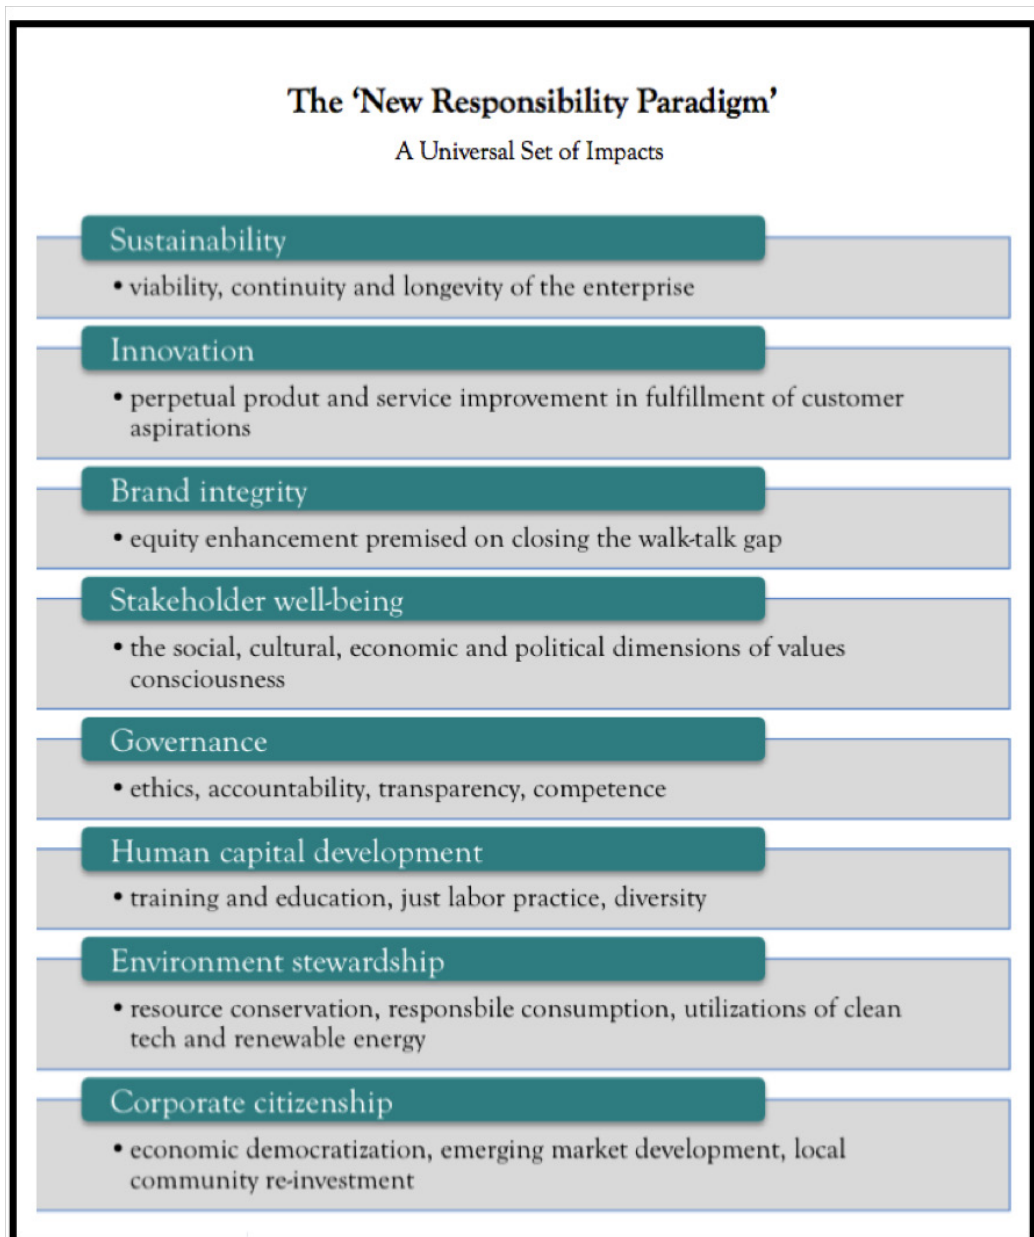 The ‘New Responsibility Paradigm’
A Universal Set of Impacts
Sustainability
• viability, continuity and longevity of the enterprise
Innovation
• perpetual produt and service improvement in fulfillment of customer
aspirations
Brand integrity
• equity enhancement premised on closing the walk-talk gap
Stakeholder well-being
• the social, cultural, economic and political dimensions of values
consciousness
Governance
• ethics, accountability, transparency, competence
Human capital development
• training and education, just labor practice, diversity
Environment stewardship
• resource conservation, responsbile consumption, utilizations of clean
tech and renewable energy
Corporate citizenship
• economic democratization, emerging market development, local
community re-investment